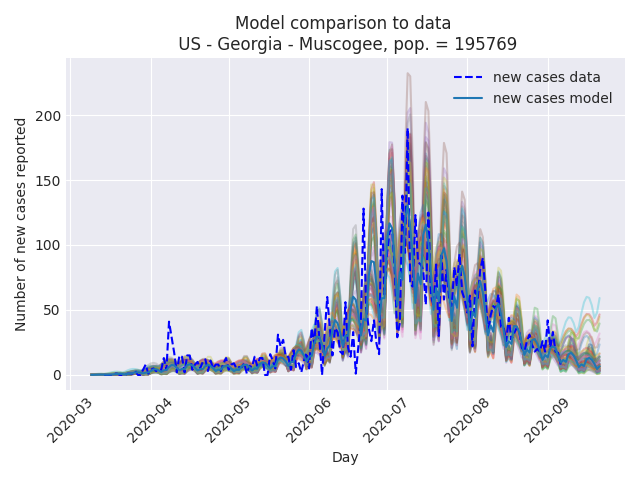 Model comparison to data
US - Georgia - Muscogee, pop. = 195769
new cases data
new cases model
Number of new cases reported
200
150
100
50
0
2020-03
2020-04
2020-05
2020-06
2020-07
2020-08
2020-09
Day